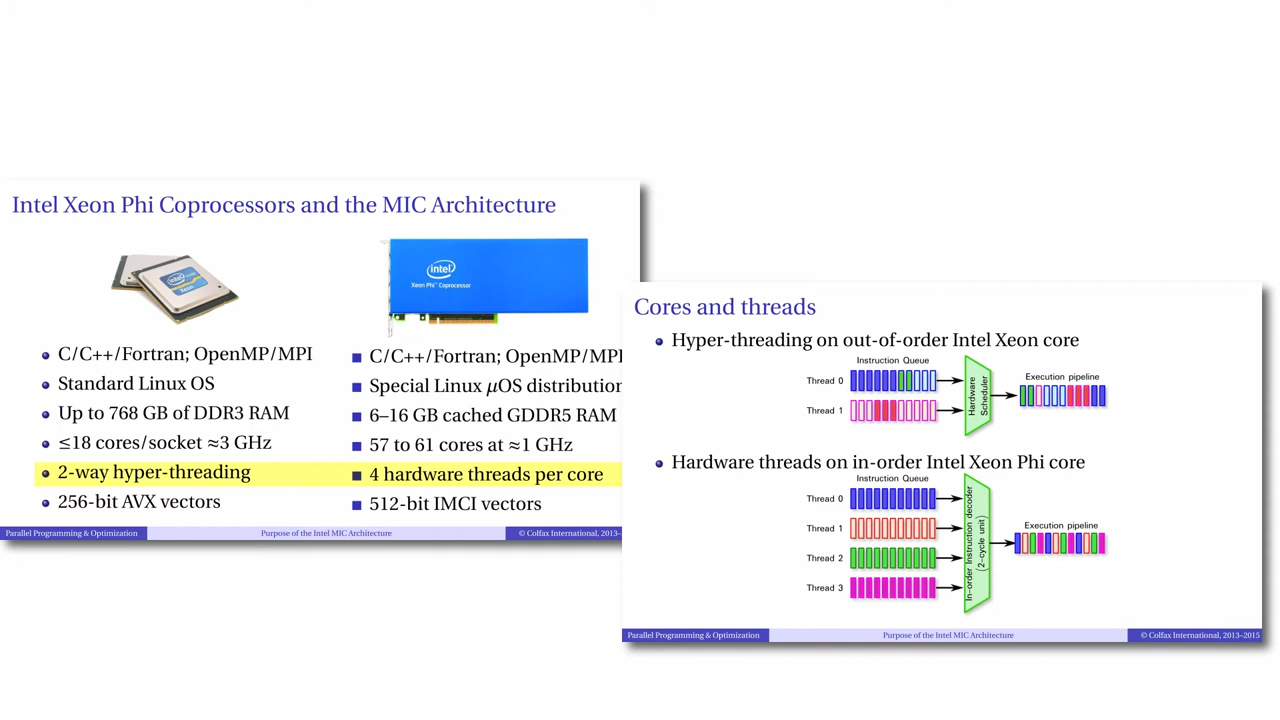 Intel Xeon Phi Coprocessors and the MIC Architecture
intel
Xeon
intel
Xeon Phi™ Coprocessor
C/C++/Fortran; OpenMP/MPI
Standard Linux OS
Up to 768 GB of DDR3 RAM
≤18 cores/socket ≈3 GHz
2-way hyper-threading
256-bit AVX vectors
C/C++/Fortran; OpenMP/MPI
Special Linux μOS distribution
6–16 GB cached GDDR5 RAM
57 to 61 cores at ≈1 GHz
4 hardware threads per core
512-bit IMCI vectors
Parallel Programming & Optimization
Purpose of the Intel MIC Architecture
© Colfax International, 2013–
Cores and threads
Hyper-threading on out-of-order Intel Xeon core
Instruction Queue
Thread 0
Thread 1
Hardware
Scheduler
Execution pipeline
Hardware threads on in-order Intel Xeon Phi core
Instruction Queue
Thread 0
Thread 1
Thread 2
Thread 3
In-order Instruction decoder
(2-cycle unit)
Execution pipeline
Parallel Programming & Optimization
Purpose of the Intel MIC Architecture
© Colfax International, 2013–2015